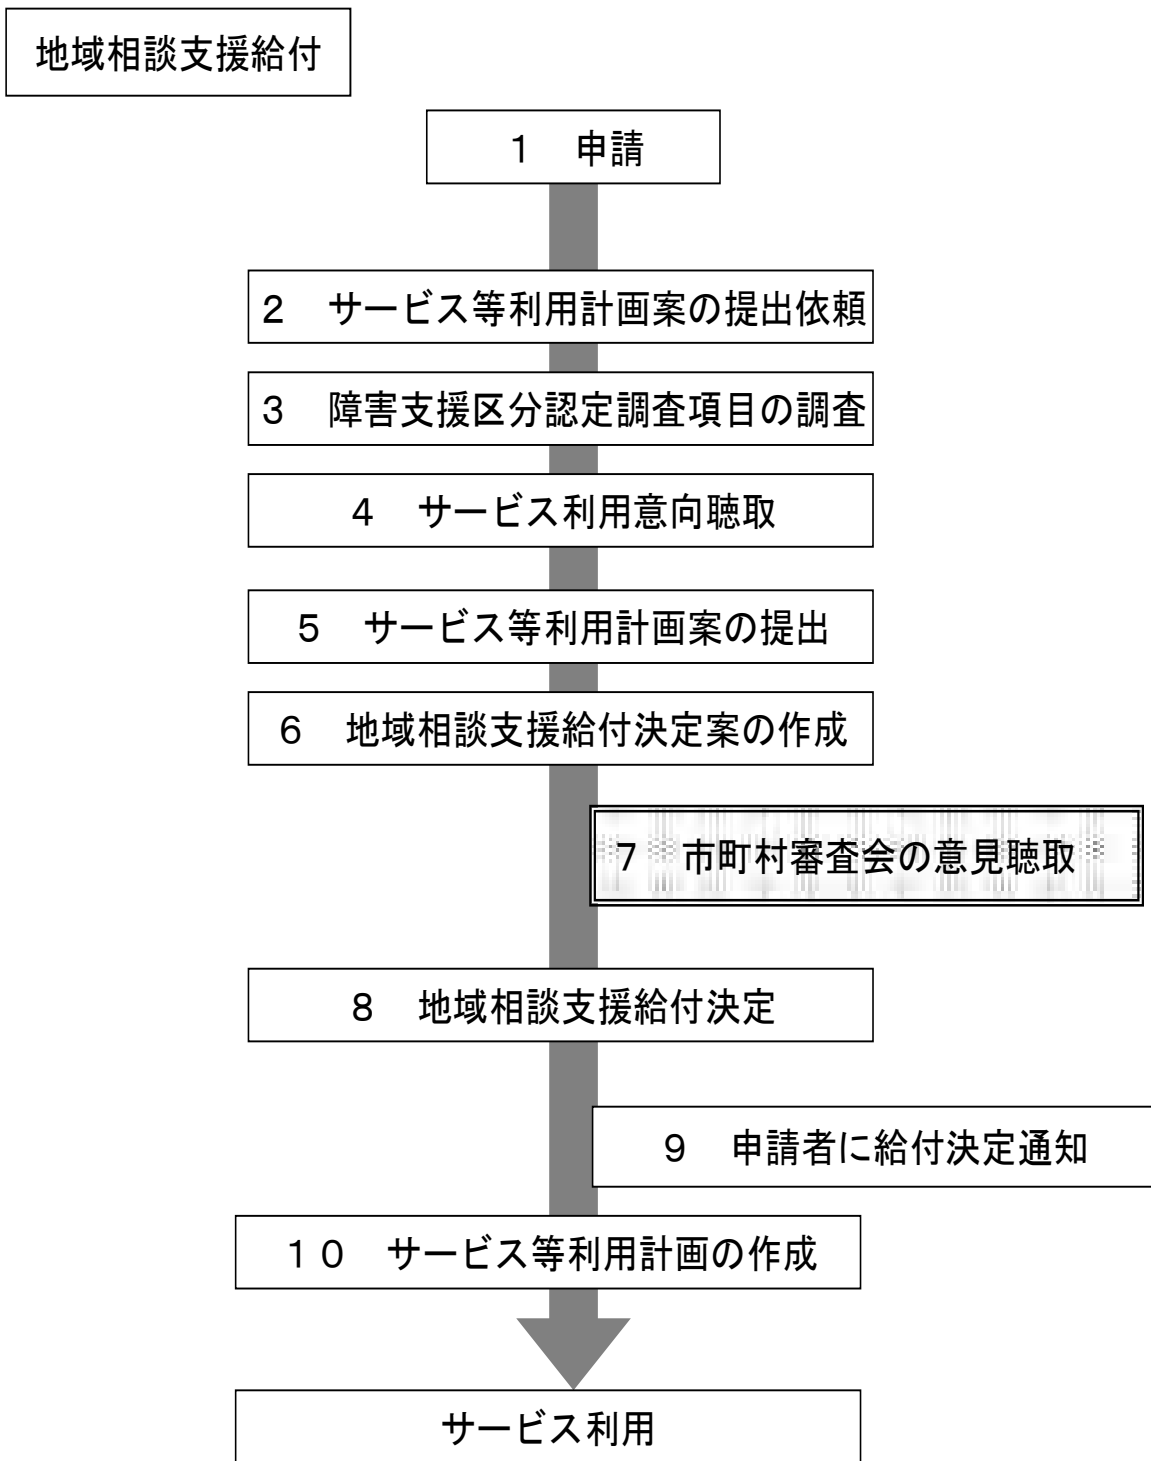 地域相談支援給付
1 申請
2 サービス等利用計画案の提出依頼
3 障害支援区分認定調査項目の調査
4 サービス利用意向聴取
5 サービス等利用計画案の提出
6 地域相談支援給付決定案の作成
7 市町村審査会の意見聴取
8 地域相談支援給付決定
9 申請者に給付決定通知
10 サービス等利用計画の作成
サービス利用